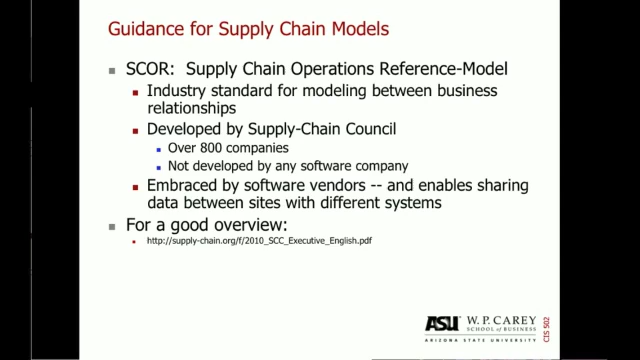 Guidance for Supply Chain Models
SCOR: Supply Chain Operations Reference-Model
Industry standard for modeling between business
relationships
Developed by Supply-Chain Council
Over 800 companies
Not developed by any software company
Embraced by software vendors -- and enables sharing
data between sites with different systems
For a good overview:
http://supply-chain.org/f/2010_SCC_Executive_English.pdf
ASU W. P. CAREY
SCHOOL of BUSINESS
ARIZONA STATE UNIVERSITY
CIS 502